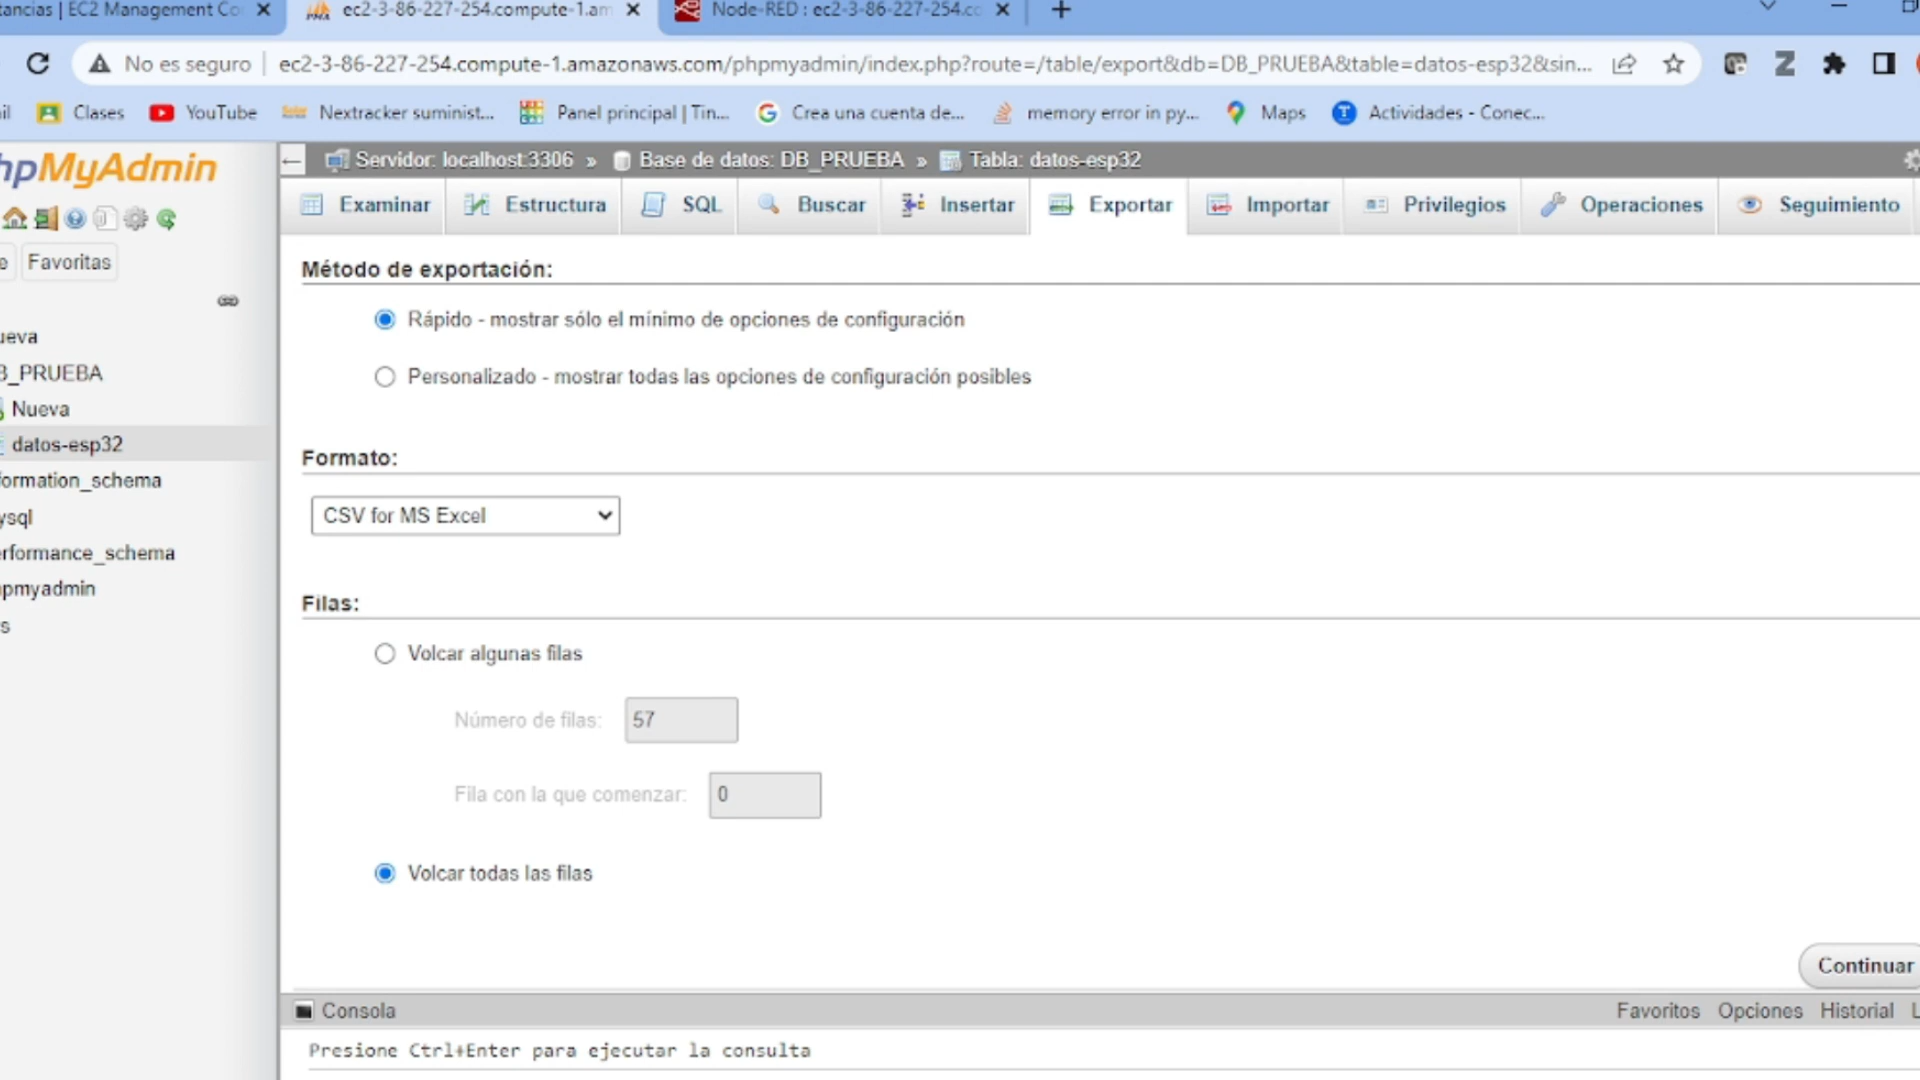 tancias | EC2 Management Co
ec2-3-86-227-254.compute-1.am
Node-RED : ec2-3-86-227-254.co
No es seguro
ec2-3-86-227-254.compute-1.amazonaws.com/phpmyadmin/index.php?route=/table/export&db=DB_PRUEBA&table=datos-esp32&sin...
il
Clases
YouTube
Nextracker suminist...
Panel principal | Tin...
Crea una cuenta de...
memory error in py...
Maps
Actividades - Conec...
hpMyAdmin
e
Favoritas
ueva
B_PRUEBA
Nueva
datos-esp32
formation_schema
ysql
erformance_schema
pmyadmin
s
Servidor: localhost:3306 » Base de datos: DB_PRUEBA » Tabla: datos-esp32
Examinar
Estructura
SQL
Buscar
Insertar
Exportar
Importar
Privilegios
Operaciones
Seguimiento
Método de exportación:
Rápido - mostrar sólo el mínimo de opciones de configuración
Personalizado - mostrar todas las opciones de configuración posibles
Formato:
CSV for MS Excel
Filas:
Volcar algunas filas
Número de filas: 57
Fila con la que comenzar: 0
Volcar todas las filas
Continuar
Consola
Favoritos Opciones Historial L
Presione Ctrl+Enter para ejecutar la consulta